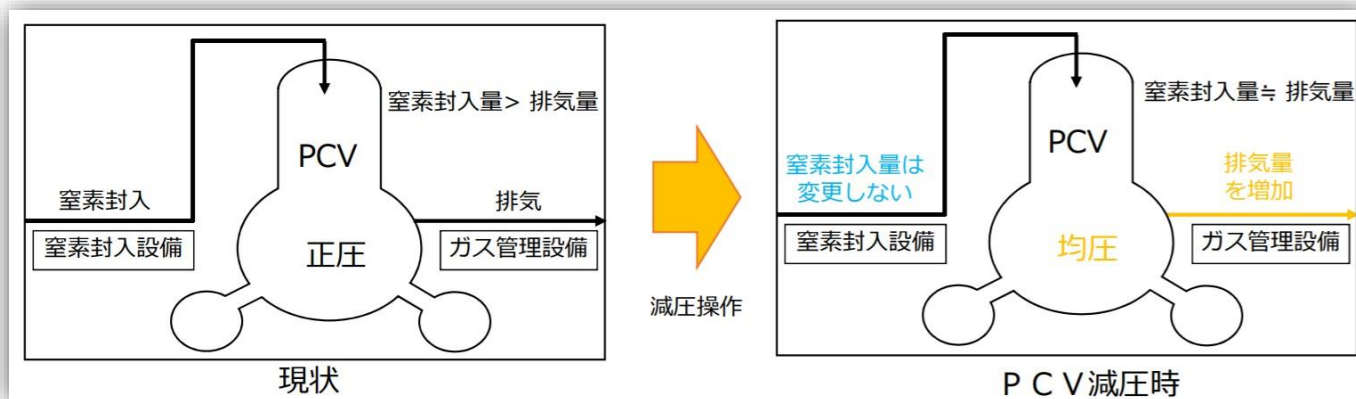 窒素封入量> 排気量
PCV
窒素封入
排気
窒素封入設備
正圧
ガス管理設備
現状
減圧操作
窒素封入量≒ 排気量
PCV
窒素封入量は
変更しない
排気量
を増加
窒素封入設備
均圧
ガス管理設備
ＰＣＶ減圧時